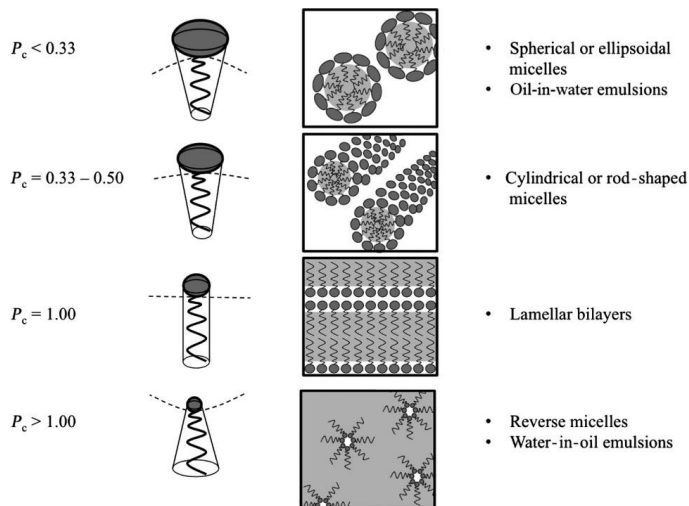 P_c < 0.33
• Spherical or ellipsoidal
micelles
• Oil-in-water emulsions
P_c = 0.33 – 0.50
• Cylindrical or rod-shaped
micelles
P_c = 1.00
• Lamellar bilayers
P_c > 1.00
• Reverse micelles
• Water-in-oil emulsions